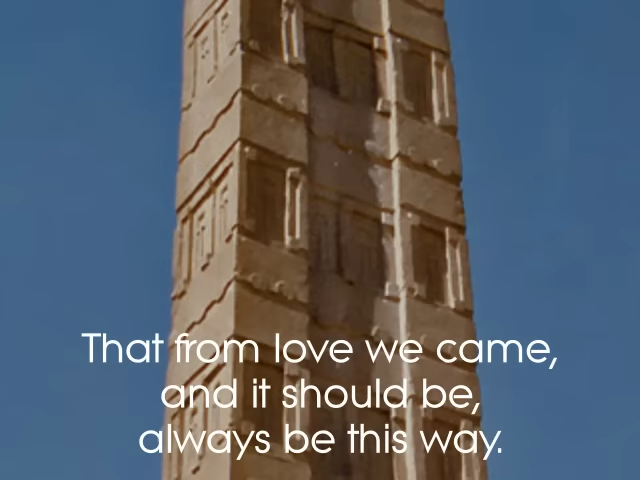 That from love we came,
and it should be,
always be this way.